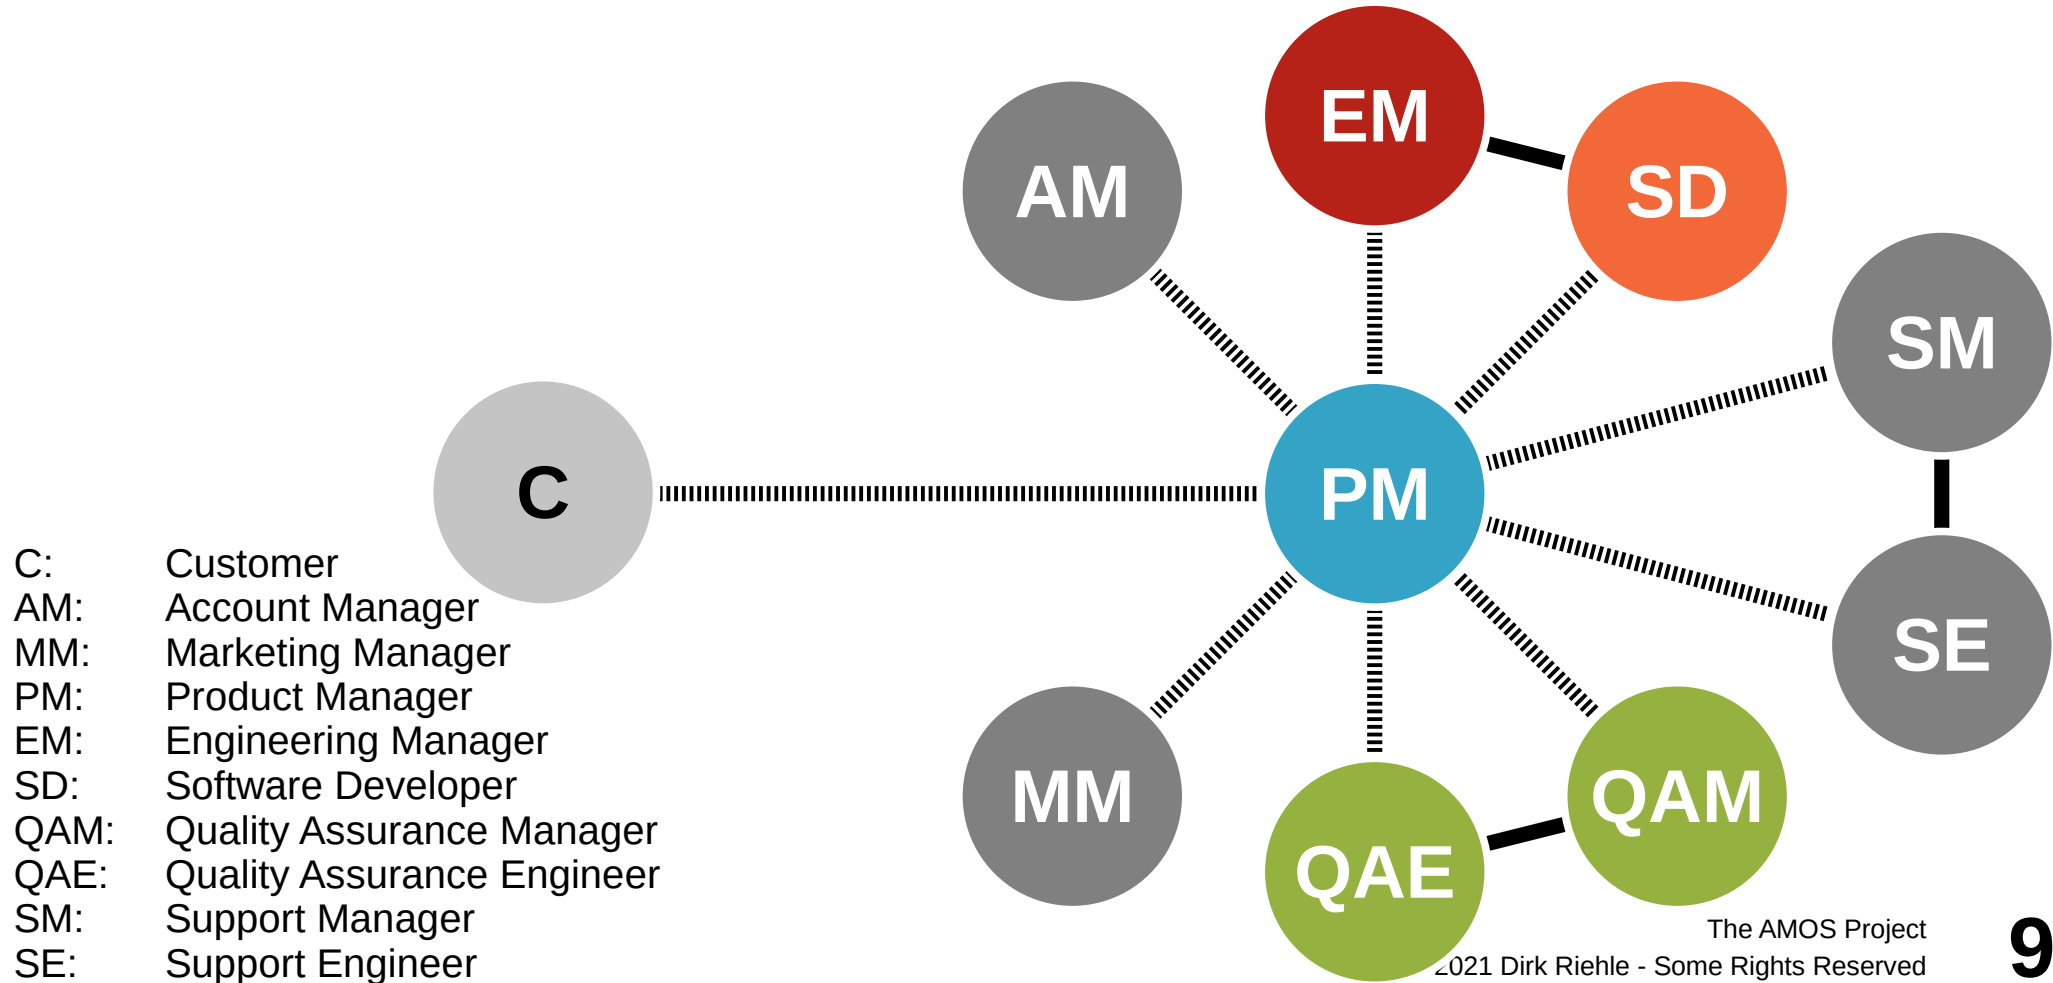 EM
AM
SD
SM
C
PM
SE
MM
QAM
QAE
C: Customer
AM: Account Manager
MM: Marketing Manager
PM: Product Manager
EM: Engineering Manager
SD: Software Developer
QAM: Quality Assurance Manager
QAE: Quality Assurance Engineer
SM: Support Manager
SE: Support Engineer
The AMOS Project
2021 Dirk Riehle - Some Rights Reserved
9